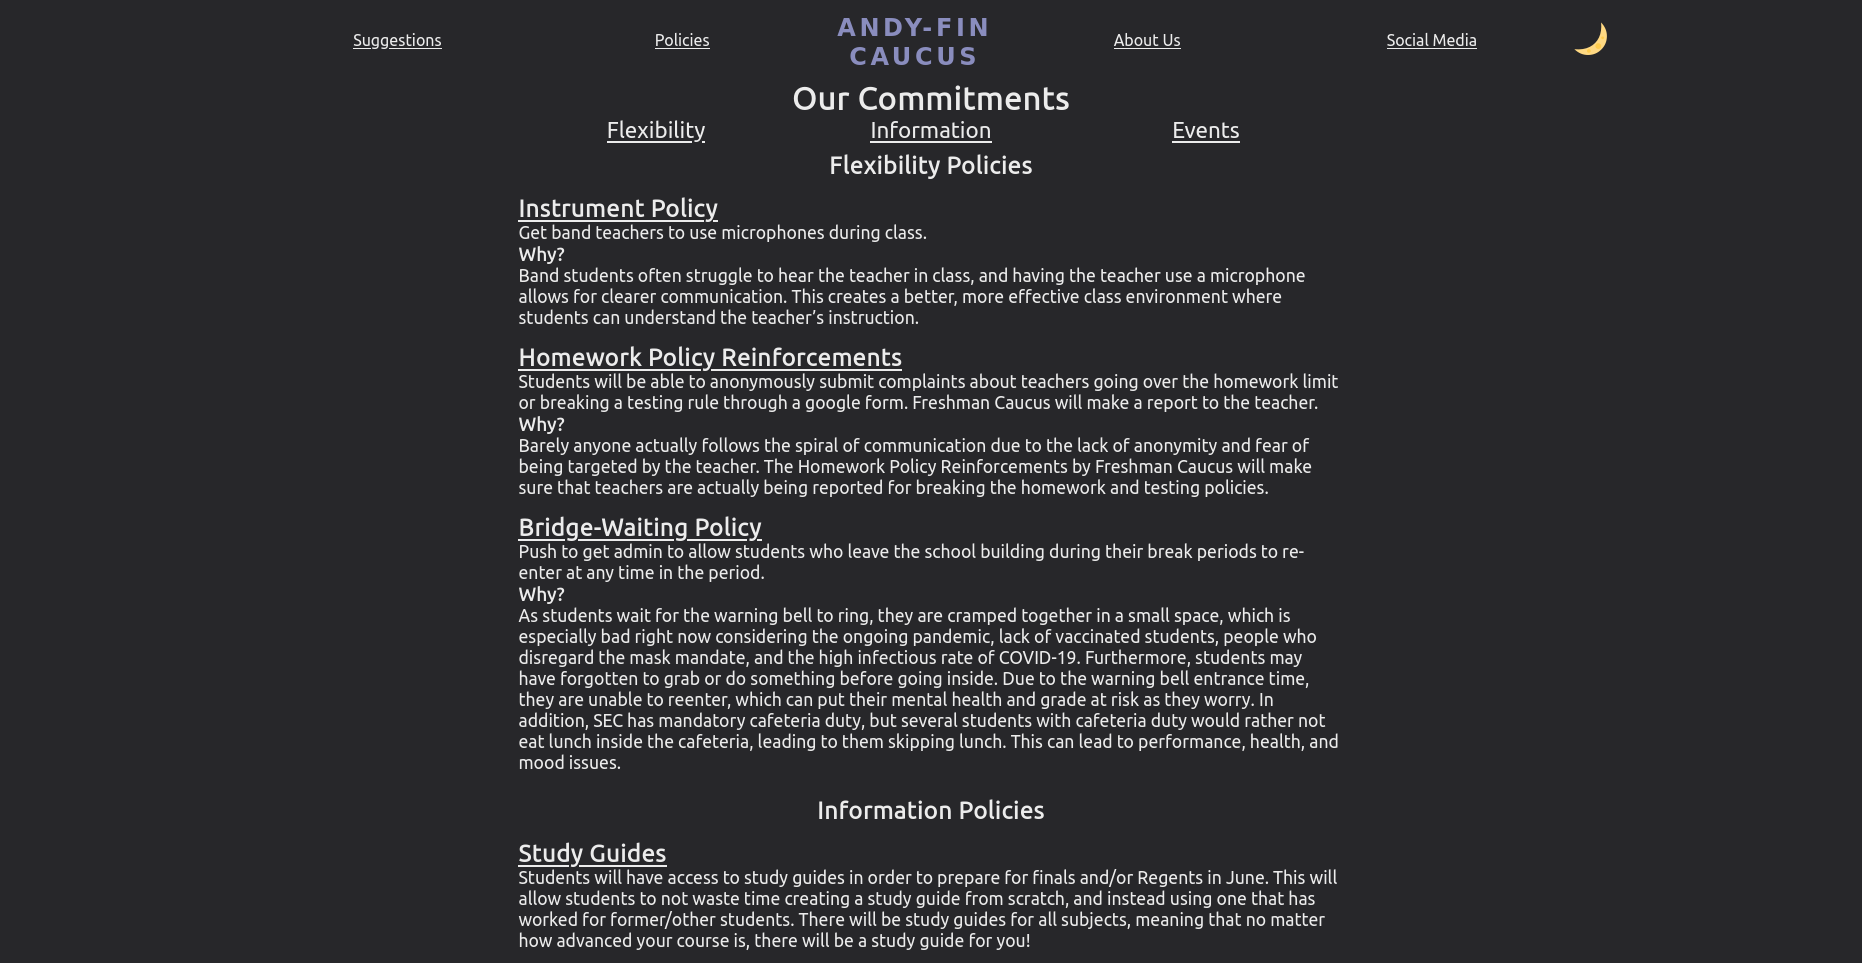 Suggestions
Policies
ANDY-FIN
CAUCUS
About Us
Social Media
Our Commitments
Flexibility
Information
Events
Flexibility Policies
Instrument Policy
Get band teachers to use microphones during class.
Why?
Band students often struggle to hear the teacher in class, and having the teacher use a microphone
allows for clearer communication. This creates a better, more effective class environment where
students can understand the teacher’s instruction.
Homework Policy Reinforcements
Students will be able to anonymously submit complaints about teachers going over the homework limit
or breaking a testing rule through a google form. Freshman Caucus will make a report to the teacher.
Why?
Barely anyone actually follows the spiral of communication due to the lack of anonymity and fear of
being targeted by the teacher. The Homework Policy Reinforcements by Freshman Caucus will make
sure that teachers are actually being reported for breaking the homework and testing policies.
Bridge-Waiting Policy
Push to get admin to allow students who leave the school building during their break periods to re-
enter at any time in the period.
Why?
As students wait for the warning bell to ring, they are cramped together in a small space, which is
especially bad right now considering the ongoing pandemic, lack of vaccinated students, people who
disregard the mask mandate, and the high infectious rate of COVID-19. Furthermore, students may
have forgotten to grab or do something before going inside. Due to the warning bell entrance time,
they are unable to reenter, which can put their mental health and grade at risk as they worry. In
addition, SEC has mandatory cafeteria duty, but several students with cafeteria duty would rather not
eat lunch inside the cafeteria, leading to them skipping lunch. This can lead to performance, health, and
mood issues.
Information Policies
Study Guides
Students will have access to study guides in order to prepare for finals and/or Regents in June. This will
allow students to not waste time creating a study guide from scratch, and instead using one that has
worked for former/other students. There will be study guides for all subjects, meaning that no matter
how advanced your course is, there will be a study guide for you!